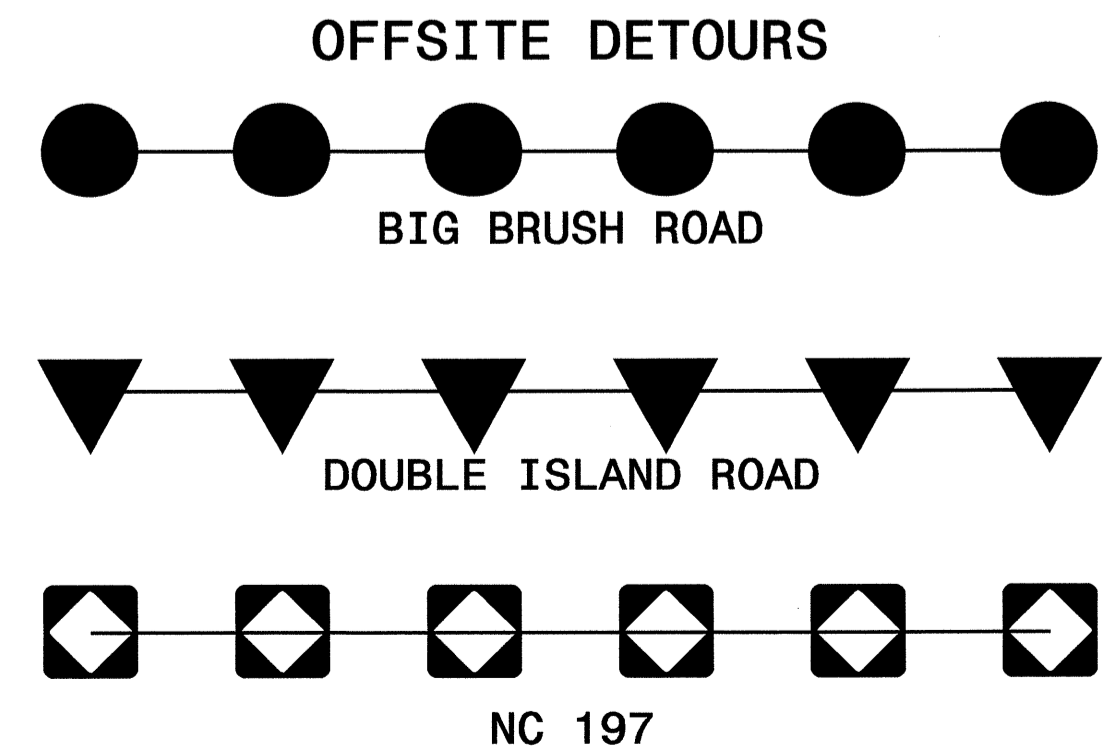 OFFSITE DETOURS
BIG BRUSH ROAD
DOUBLE ISLAND ROAD
NC 197